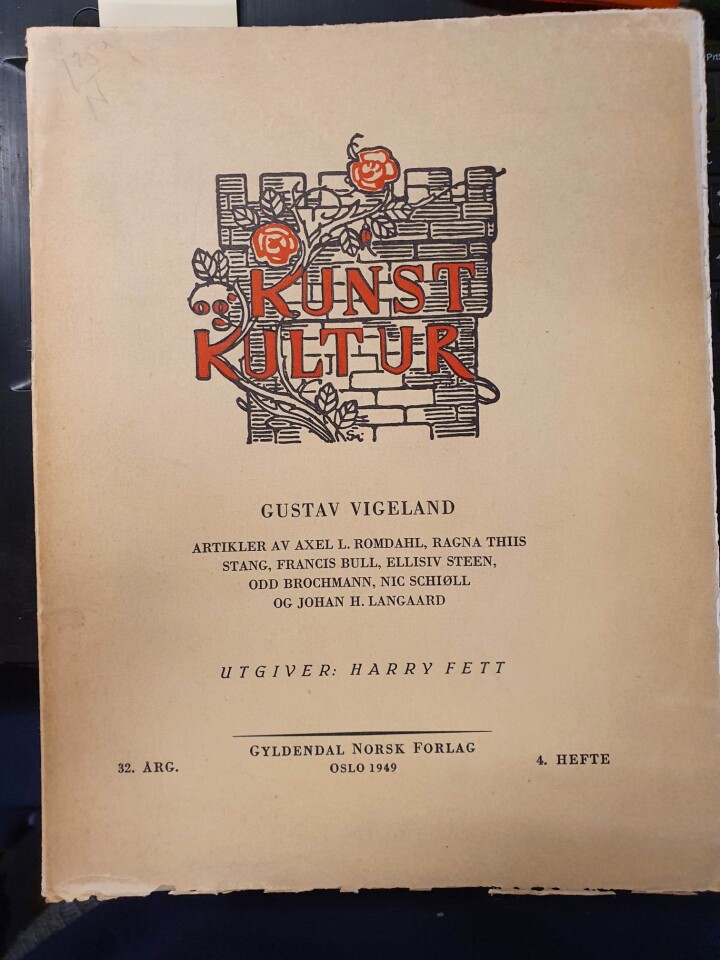 KUNST
og
KULTUR
GUSTAV VIGELAND
ARTIKLER AV AXEL L. ROMDAHL, RAGNA THIIS
STANG, FRANCIS BULL, ELLISIV STEEN,
ODD BROCHMANN, NIC SCHIØLL
OG JOHAN H. LANGAARD
UTGIVER: HARRY FETT
GYLDENDAL NORSK FORLAG
32. ÅRG.
OSLO 1949
4. HEFTE